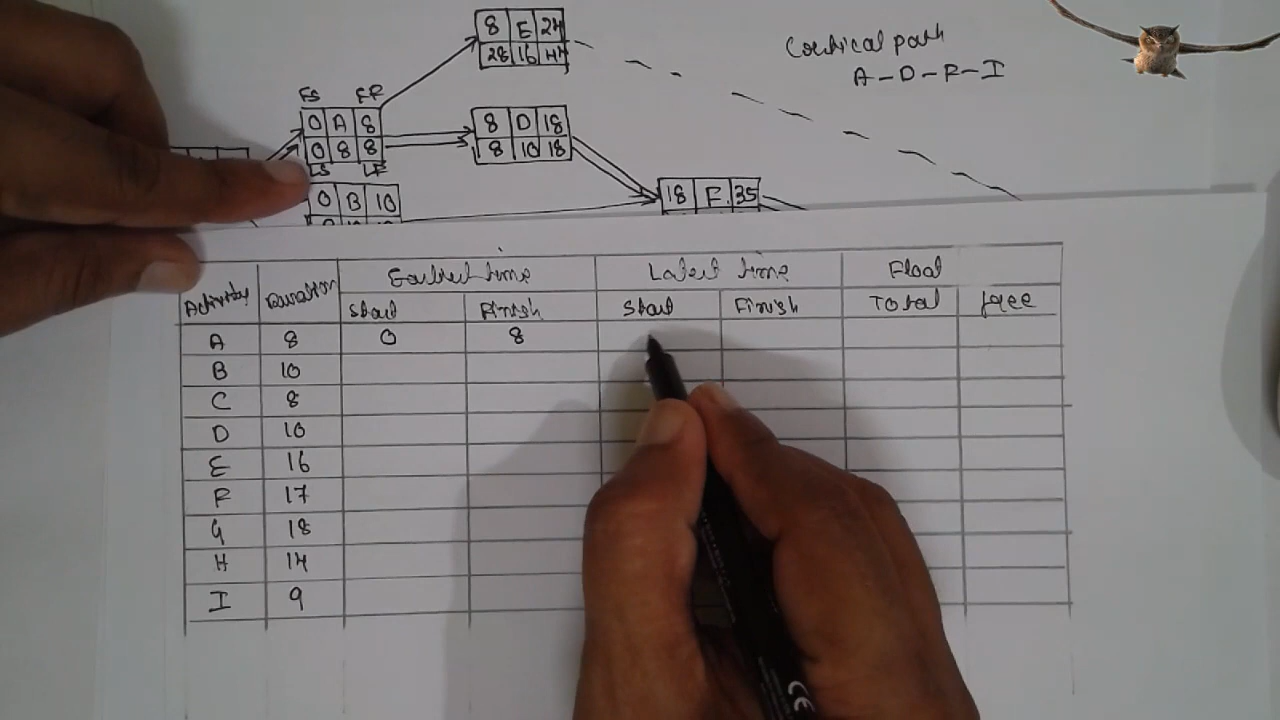 8 E 24
28 16 44
Critical path
A-D-F-I
ES EF
0 A 8
0 8 8
LS LF
8 D 18
8 10 18
0 B 10
18 F 35
Activity Duration Earliest time Latest time Float
Start Finish Start Finish Total free
A 8 0 8
B 10
C 8
D 10
E 16
F 17
G 18
H 14
I 9
CE